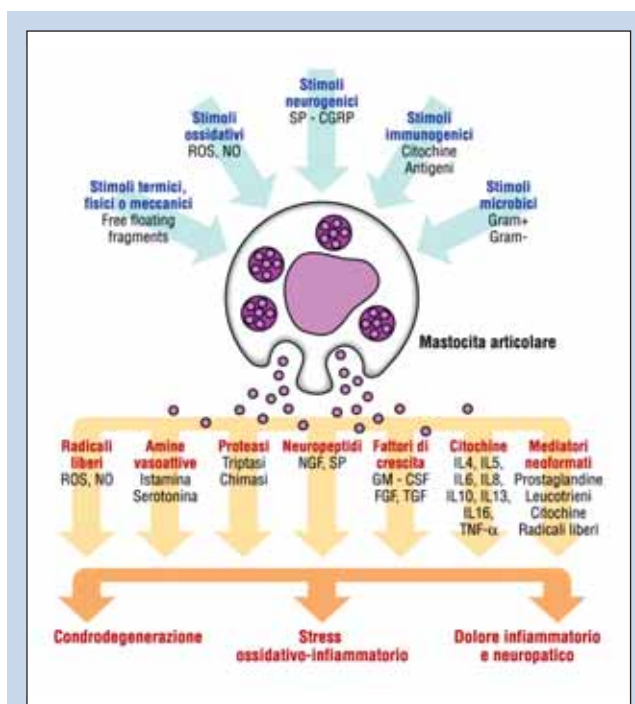 Stimoli
neurogenici
SP - CGRP
Stimoli
ossidativi
ROS, NO
Stimoli
immunogenici
Citochine
Antigeni
Stimoli termici,
fisici o meccanici
Free floating
fragments
Stimoli
microbici
Gram+
Gram-
Mastocita articolare
Radicali
liberi
ROS, NO
Amine
vasoattive
Istamina
Serotonina
Proteasi
Triptasi
Chimasi
Neuropeptidi
NGF, SP
Fattori di
crescita
GM - CSF
FGF, TGF
Citochine
IL4, IL5,
IL6, IL8,
IL10, IL13,
IL16,
TNF-α
Mediatori
neoformati
Prostaglandine
Leucotrieni
Citochine
Radicali liberi
Condrodegenerazione
Stress
ossidativo-infiammatorio
Dolore infiammatorio
e neuropatico